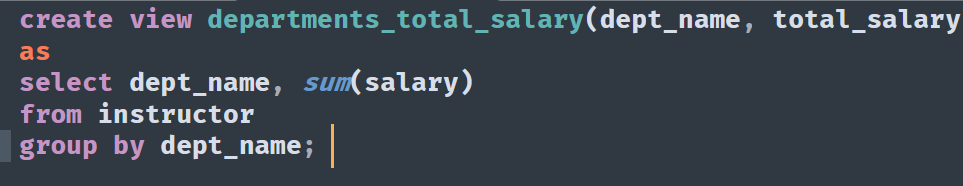 create view departments_total_salary(dept_name, total_salary
as
select dept_name, sum(salary)
from instructor
group by dept_name;